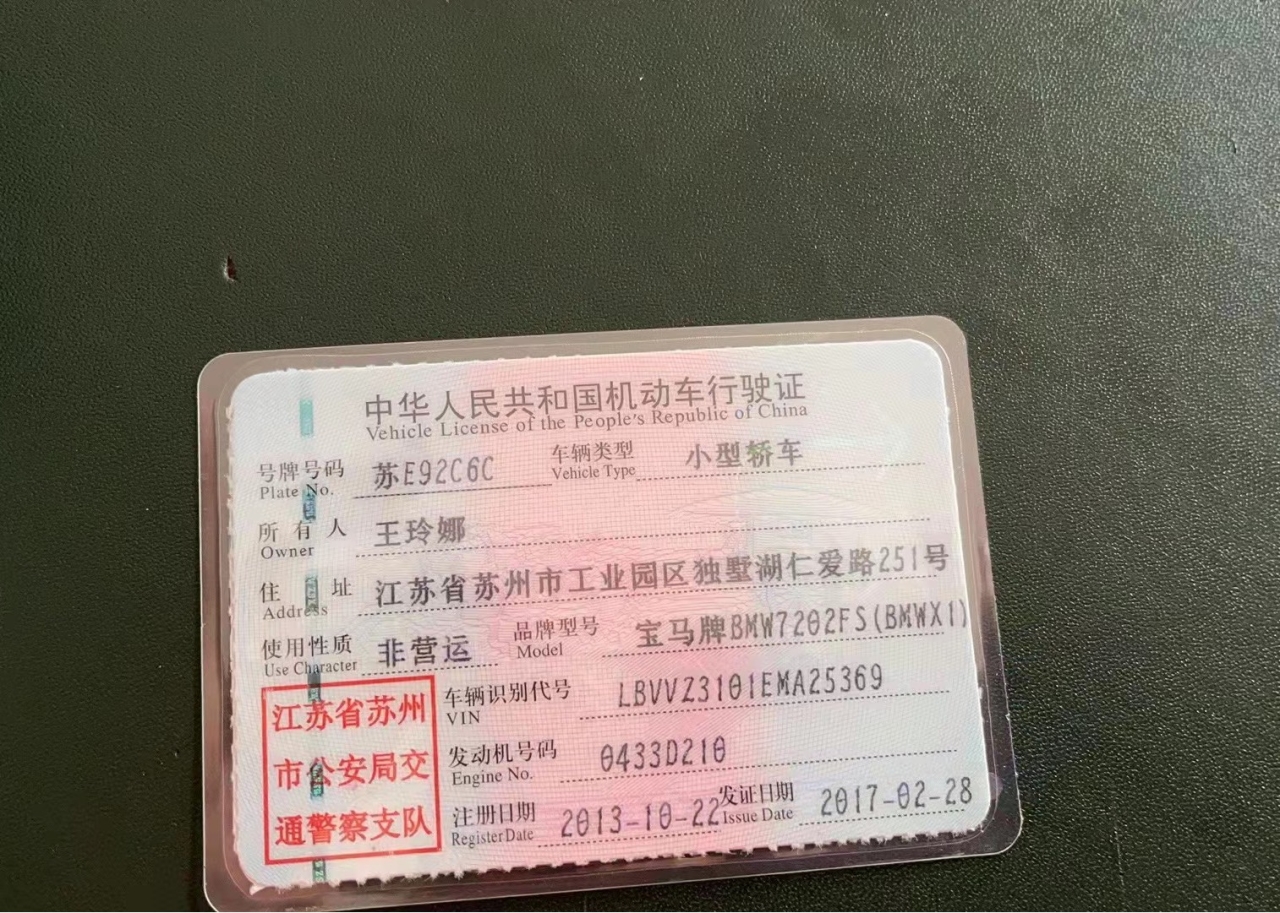 中华人民共和国机动车行驶证
Vehicle License of the People's Republic of China
号牌号码 苏E92C6C 车辆类型 小型轿车
Plate No. Vehicle Type
所有人 王玲娜
Owner
住址 江苏省苏州市工业园区独墅湖仁爱路251号
Address
使用性质 非营运 品牌型号 宝马牌BMW7202FS(BMWX1)
Use Character Model
江苏省苏州
市公安局交
通警察支队
车辆识别代号 LBVVZ3101EMA25369
VIN
发动机号码 0433D210
Engine No.
注册日期 2013-10-22 发证日期 2017-02-28
Register Date Issue Date